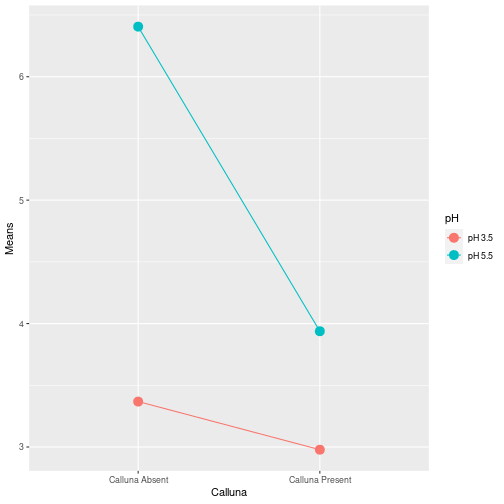 6
5
4
3
Means
Calluna Absent
Calluna Present
Calluna
pH
pH 3.5
pH 5.5